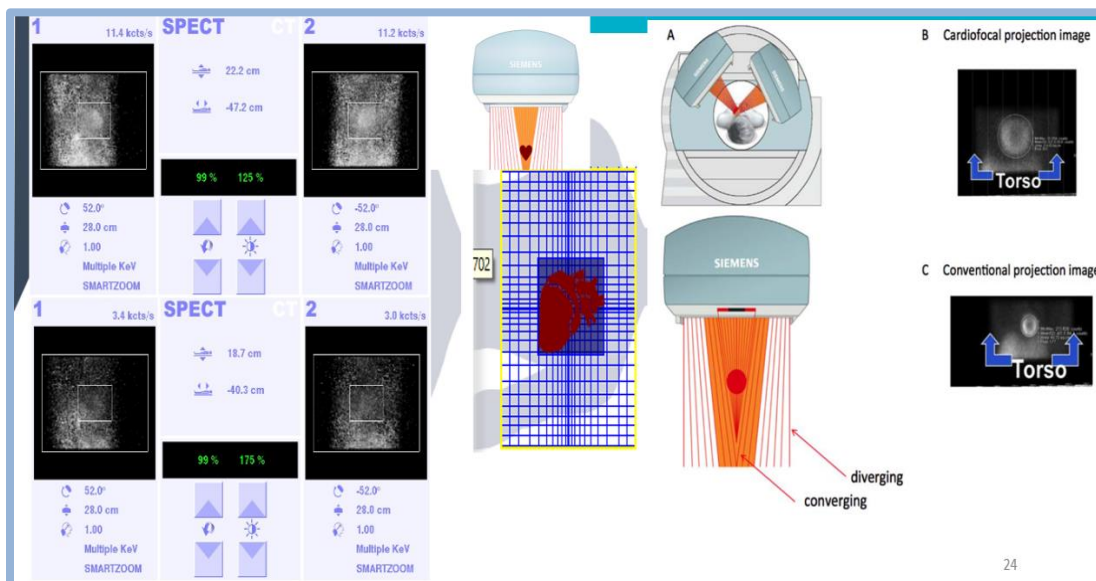 1
11.4 kcts/s
SPECT CT
2
11.2 kcts/s
22.2 cm
-47.2 cm
99 % 125 %
52.0°
28.0 cm
1.00
Multiple KeV
SMARTZOOM
-52.0°
28.0 cm
1.00
Multiple KeV
SMARTZOOM
1
3.4 kcts/s
SPECT CT
2
3.0 kcts/s
18.7 cm
-40.3 cm
99 % 175 %
52.0°
28.0 cm
1.00
Multiple KeV
SMARTZOOM
-52.0°
28.0 cm
1.00
Multiple KeV
SMARTZOOM
SIEMENS
702
A
SIEMENS
diverging
converging
B Cardiofocal projection image
Torso
C Conventional projection image
Torso
24